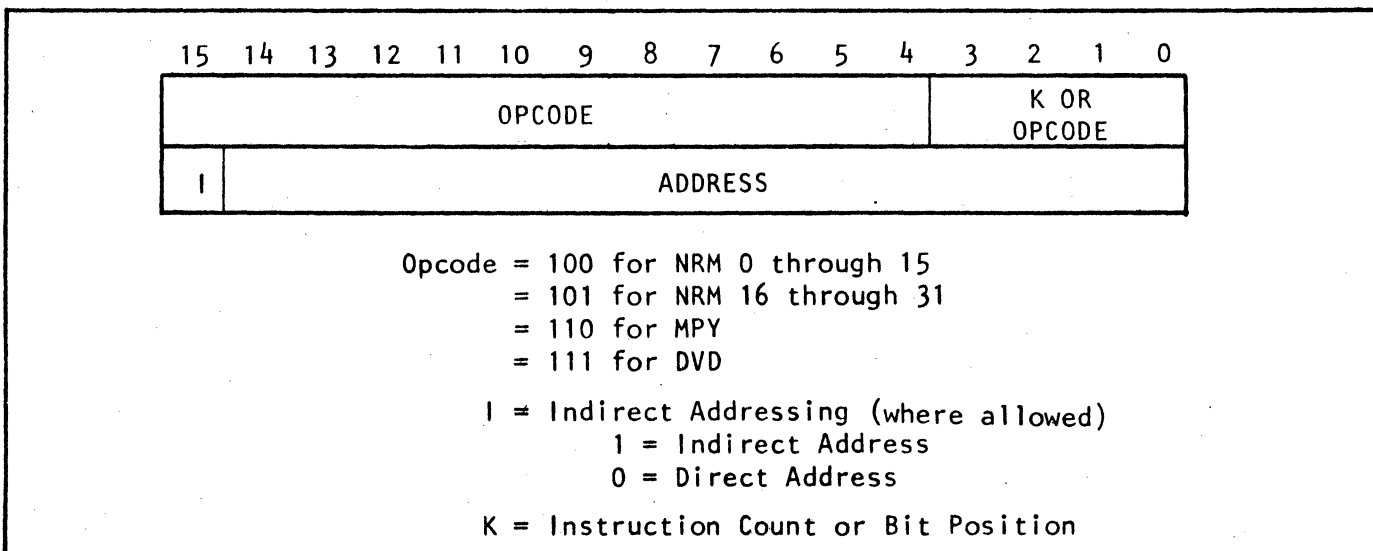 15 14 13 12 11 10 9 8 7 6 5 4 3 2 1 0
OPCODE
K OR
OPCODE
I ADDRESS
Opcode = 100 for NRM 0 through 15
= 101 for NRM 16 through 31
= 110 for MPY
= 111 for DVD
I = Indirect Addressing (where allowed)
1 = Indirect Address
0 = Direct Address
K = Instruction Count or Bit Position